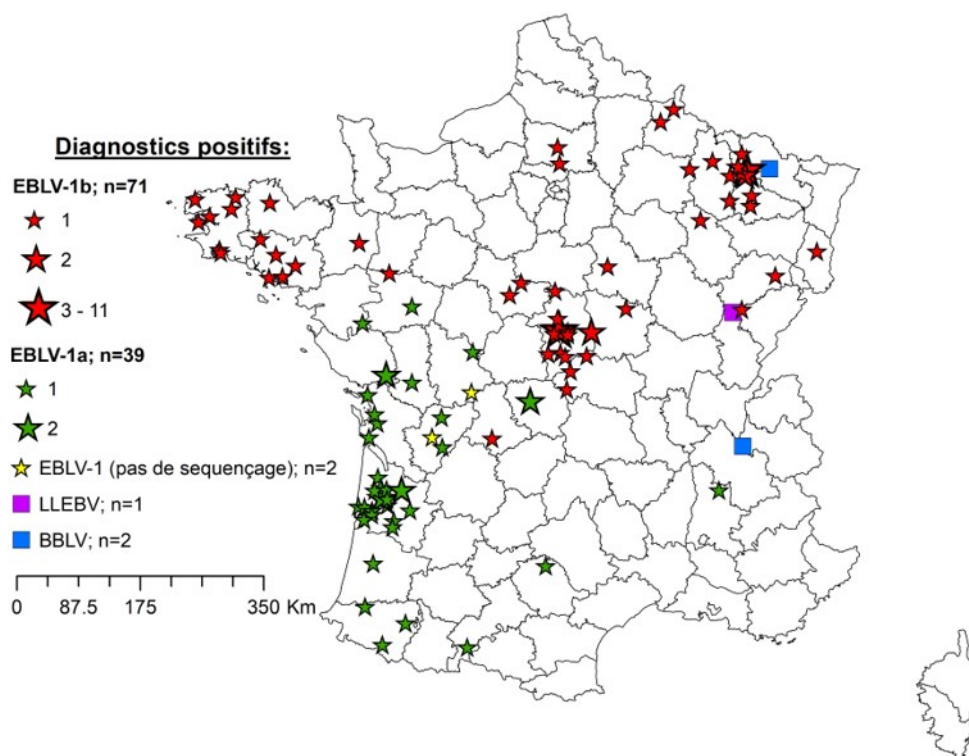 Diagnostics positifs:
EBLV-1b; n=71
1
2
3 - 11
EBLV-1a; n=39
1
2
EBLV-1 (pas de sequençage); n=2
LLEBV; n=1
BBLV; n=2
0 87.5 175 350 Km